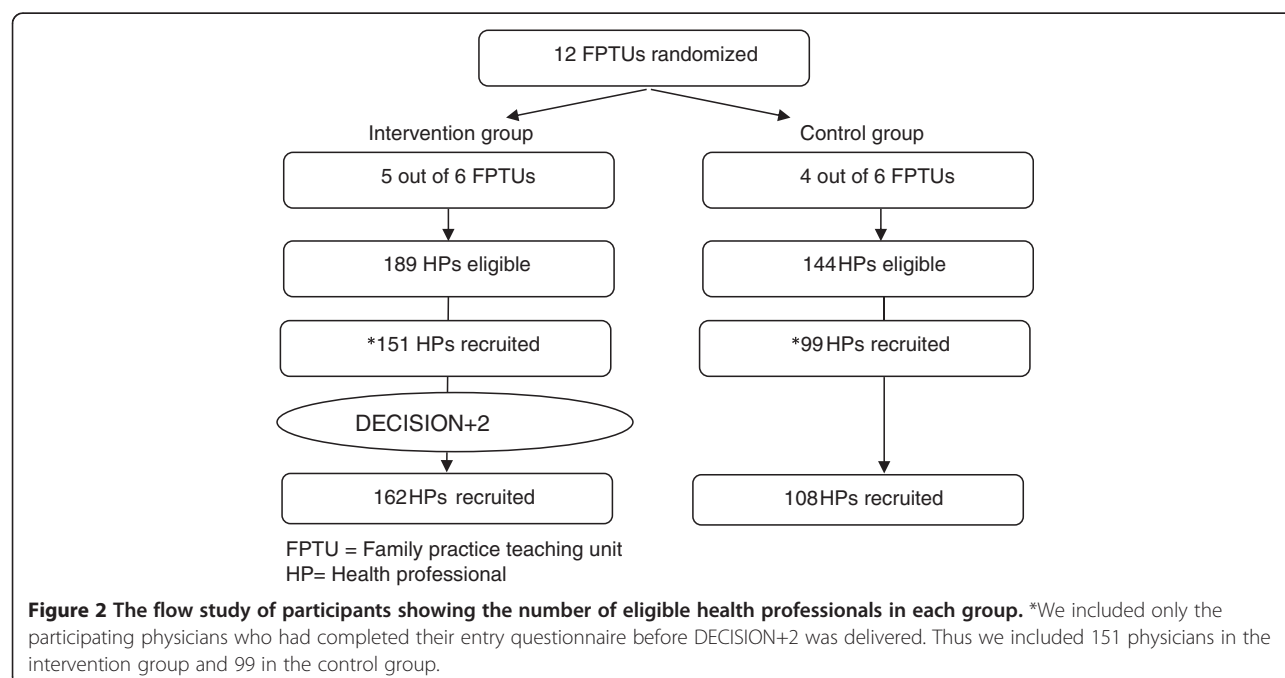 12 FPTUs randomized
Intervention group
Control group
5 out of 6 FPTUs
4 out of 6 FPTUs
189 HPs eligible
144HPs eligible
*151 HPs recruited
*99HPs recruited
DECISION+2
162HPs recruited
108HPs recruited
FPTU = Family practice teaching unit
HP= Health professional
Figure 2 The flow study of participants showing the number of eligible health professionals in each group. *We included only the
participating physicians who had completed their entry questionnaire before DECISION+2 was delivered. Thus we included 151 physicians in the
intervention group and 99 in the control group.